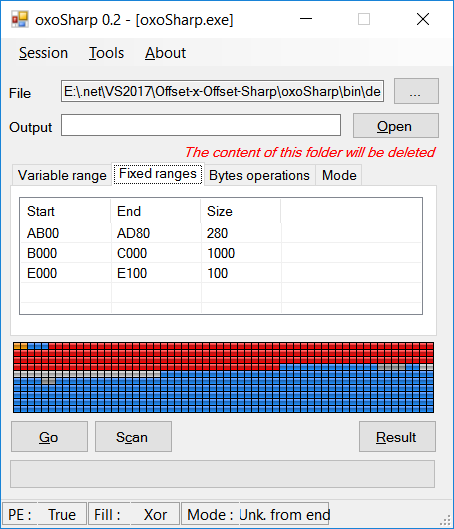 oxoSharp 0.2 - [oxoSharp.exe]
Session Tools About
File E:\.net\VS2017\Offset-x-Offset-Sharp\oxoSharp\bin\de ...
Output Open
The content of this folder will be deleted
Variable range Fixed ranges Bytes operations Mode
Start End Size
AB00 AD80 280
B000 C000 1000
E000 E100 100
Go Scan Result
PE : True Fill : Xor Mode : Unk. from end